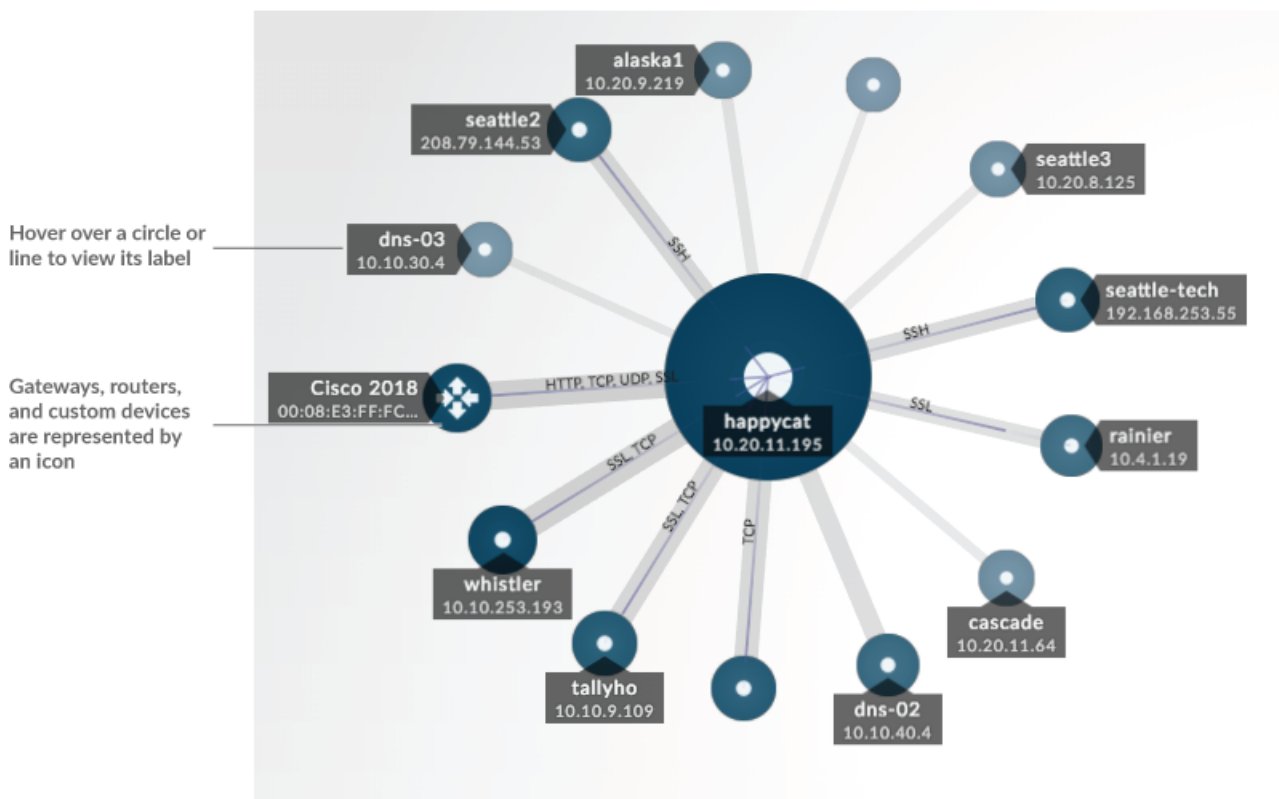 alaska1
10.20.9.219
seattle2
208.79.144.53
seattle3
10.20.8.125
Hover over a circle or
line to view its label
dns-03
10.10.30.4
SSH
seattle-tech
192.168.253.55
SSH
Gateways, routers,
and custom devices
are represented by
an icon
Cisco 2018
00:08:E3:FF:FC...
HTTP, TCP, UDP, SSL
happycat
10.20.11.195
SSL
rainier
10.4.1.19
SSL, TCP
SSL, TCP
TCP
whistler
10.10.253.193
cascade
10.20.11.64
tallyho
10.10.9.109
dns-02
10.10.40.4